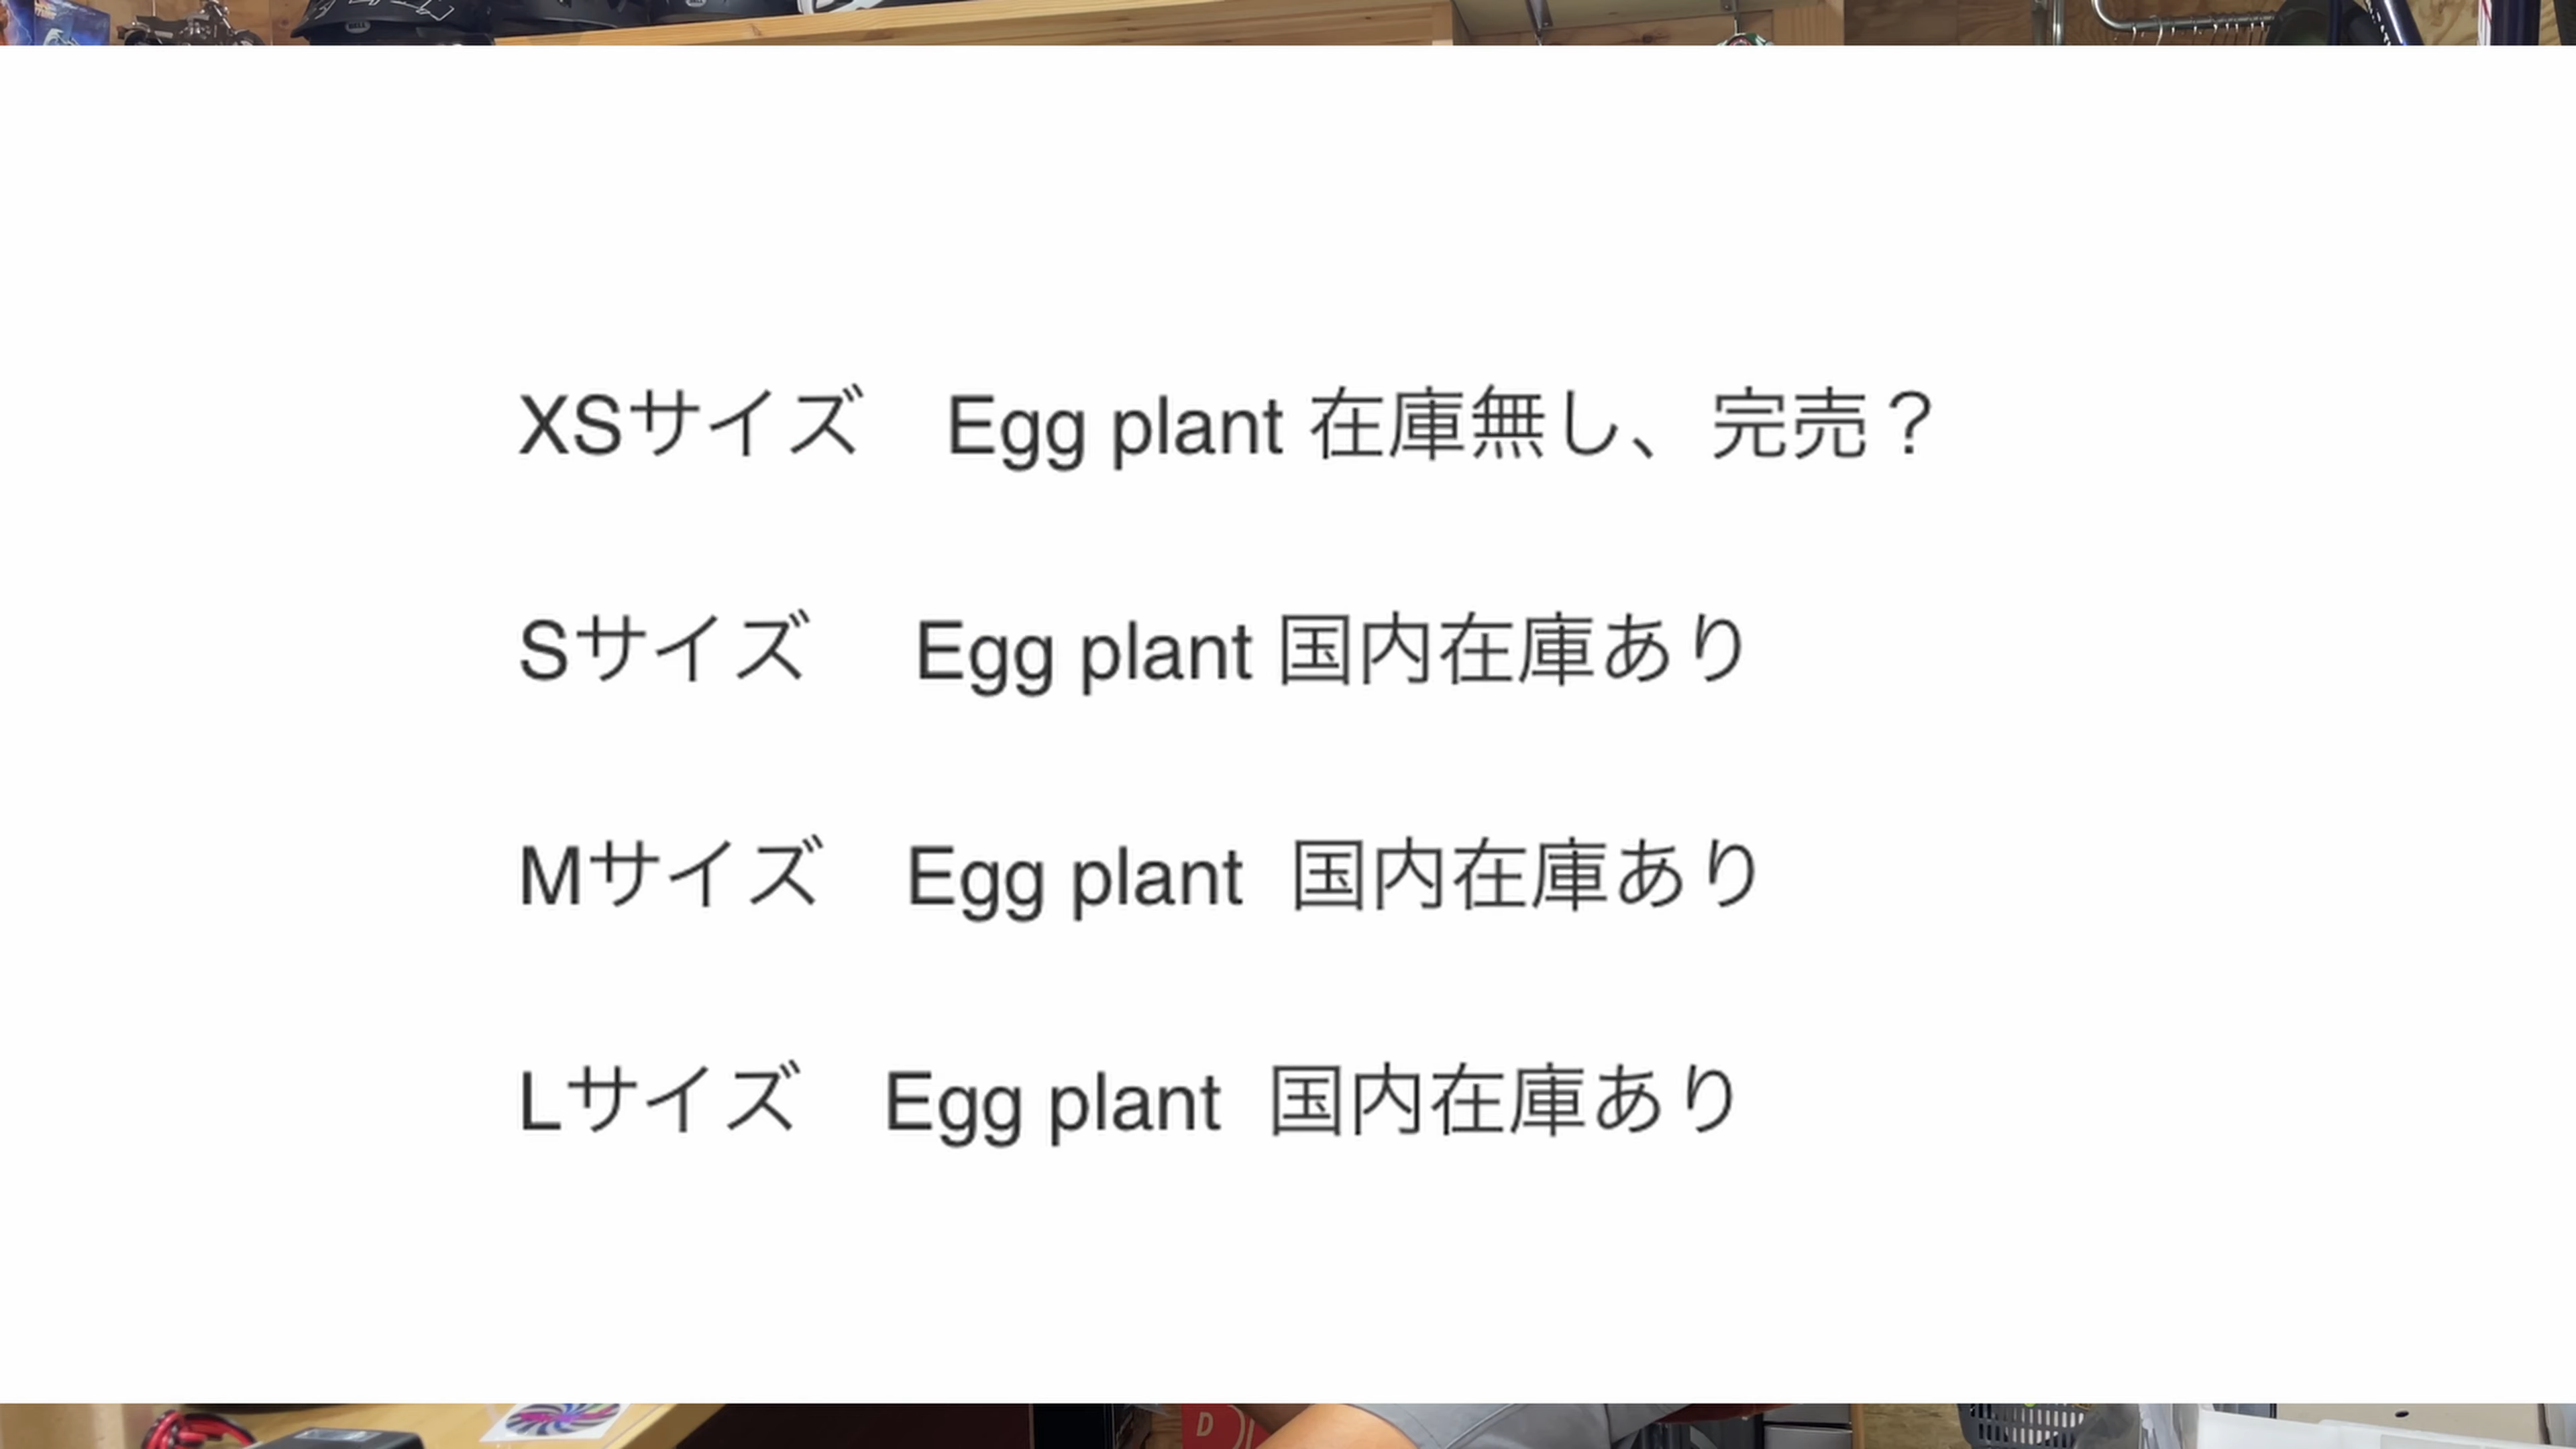 BELL
XSサイズ　Egg plant 在庫無し、完売？
Sサイズ　 Egg plant 国内在庫あり
Mサイズ　Egg plant 国内在庫あり
Lサイズ　Egg plant 国内在庫あり
D